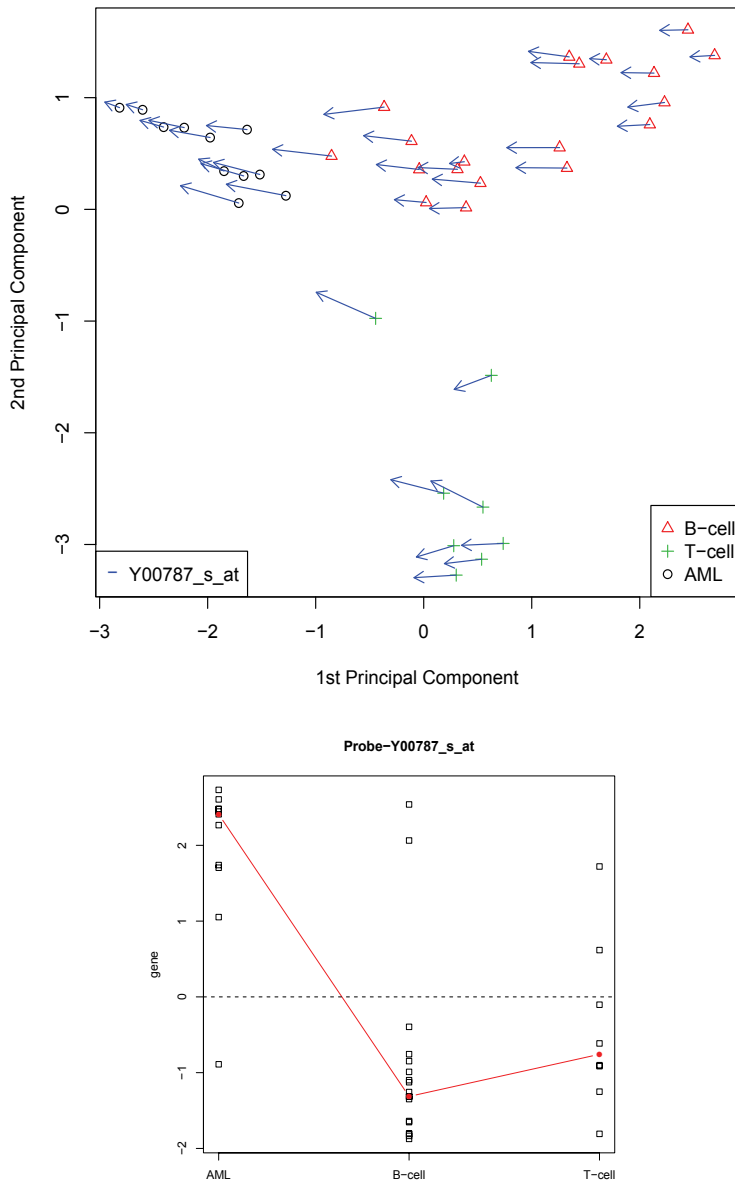 1
0
−1
−2
−3
2nd Principal Component
B−cell
T−cell
AML
Y00787_s_at
−3
−2
−1
0
1
2
1st Principal Component
Probe−Y00787_s_at
2
1
0
−1
−2
gene
AML
B−cell
T−cell